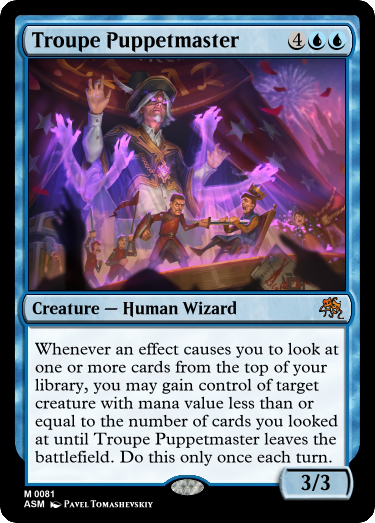 Troupe Puppetmaster 4
Creature — Human Wizard
Whenever an effect causes you to look at
one or more cards from the top of your
library, you may gain control of target
creature with mana value less than or
equal to the number of cards you looked
at until Troupe Puppetmaster leaves the
battlefield. Do this only once each turn.
3/3
M 0081
ASM Pavel Tomashevskiy